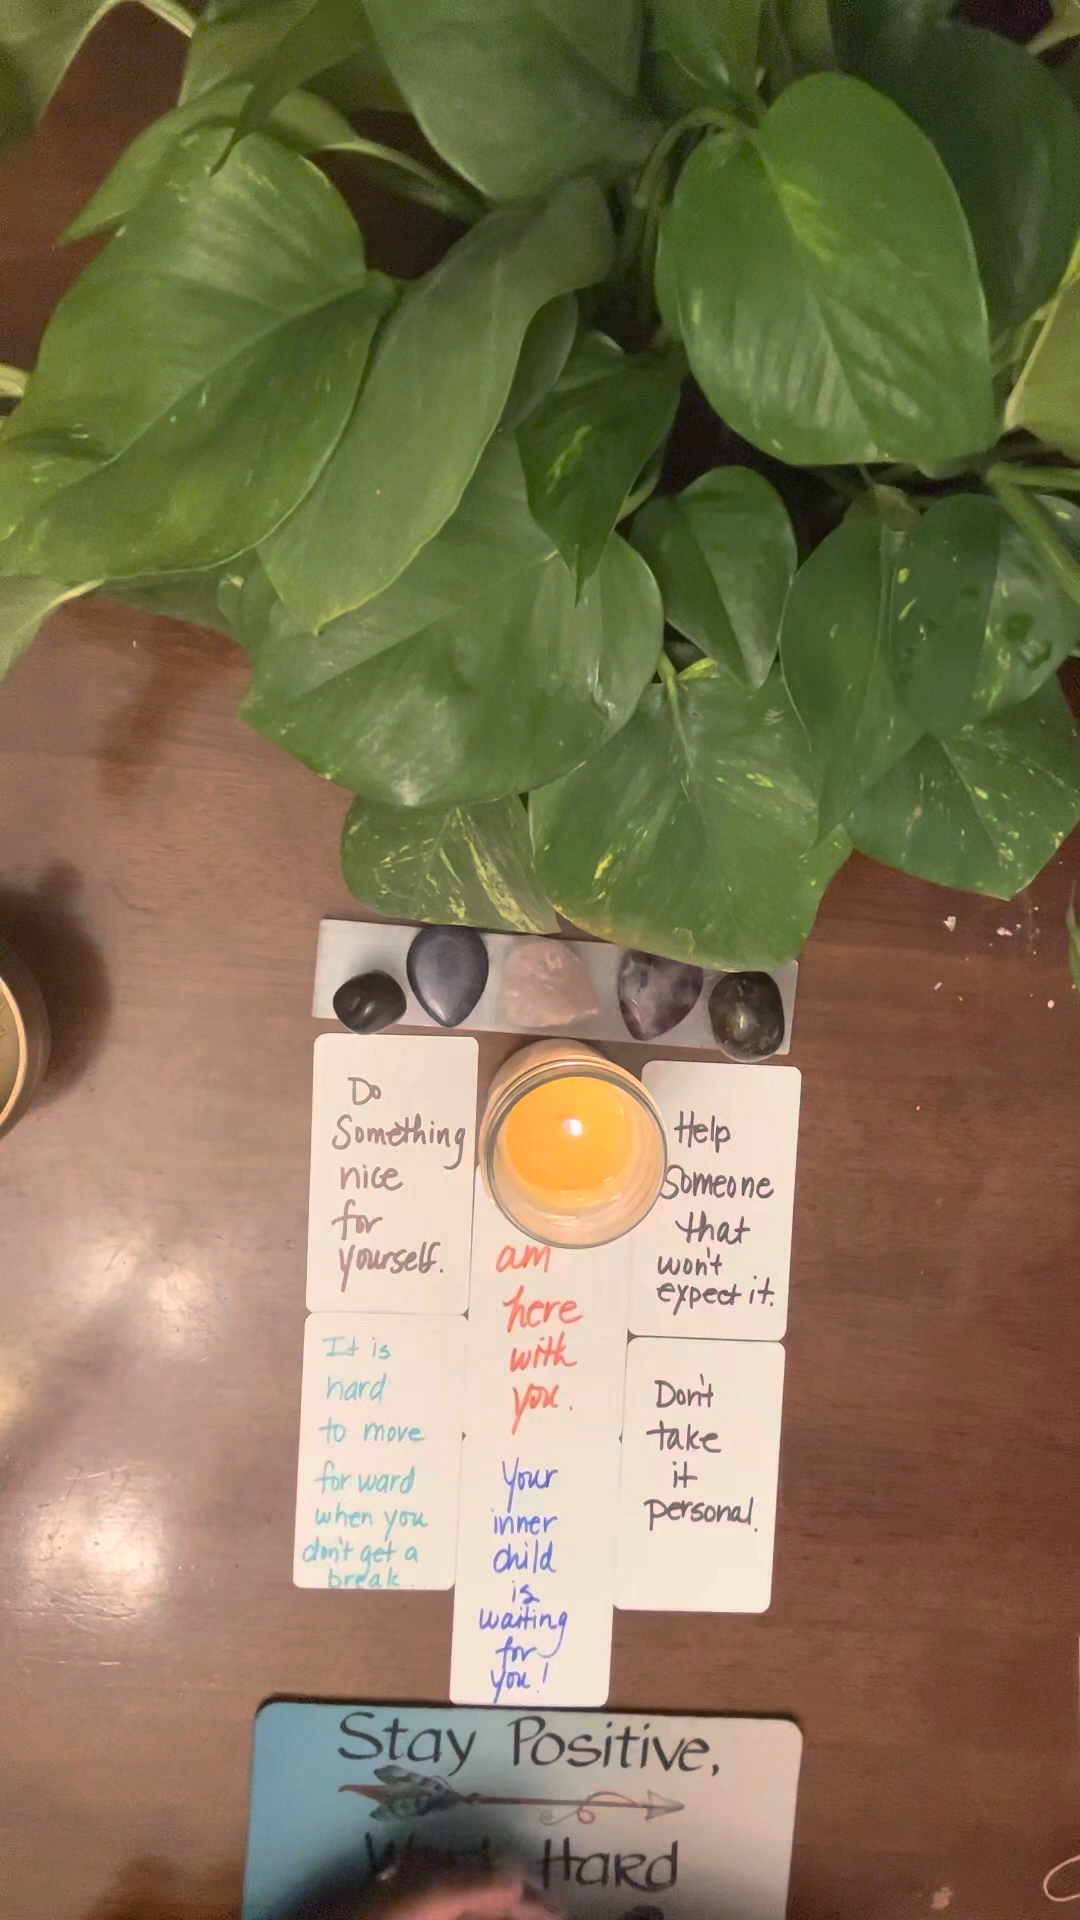 Do
Something
nice
for
yourself.
Help
Someone
that
won't
expect it.
am
here
with
you.
It is
hard
to move
forward
when you
don't get a
break.
Don't
take
it
personal.
Your
inner
child
is
waiting
for
you!
Stay Positive,
Hard